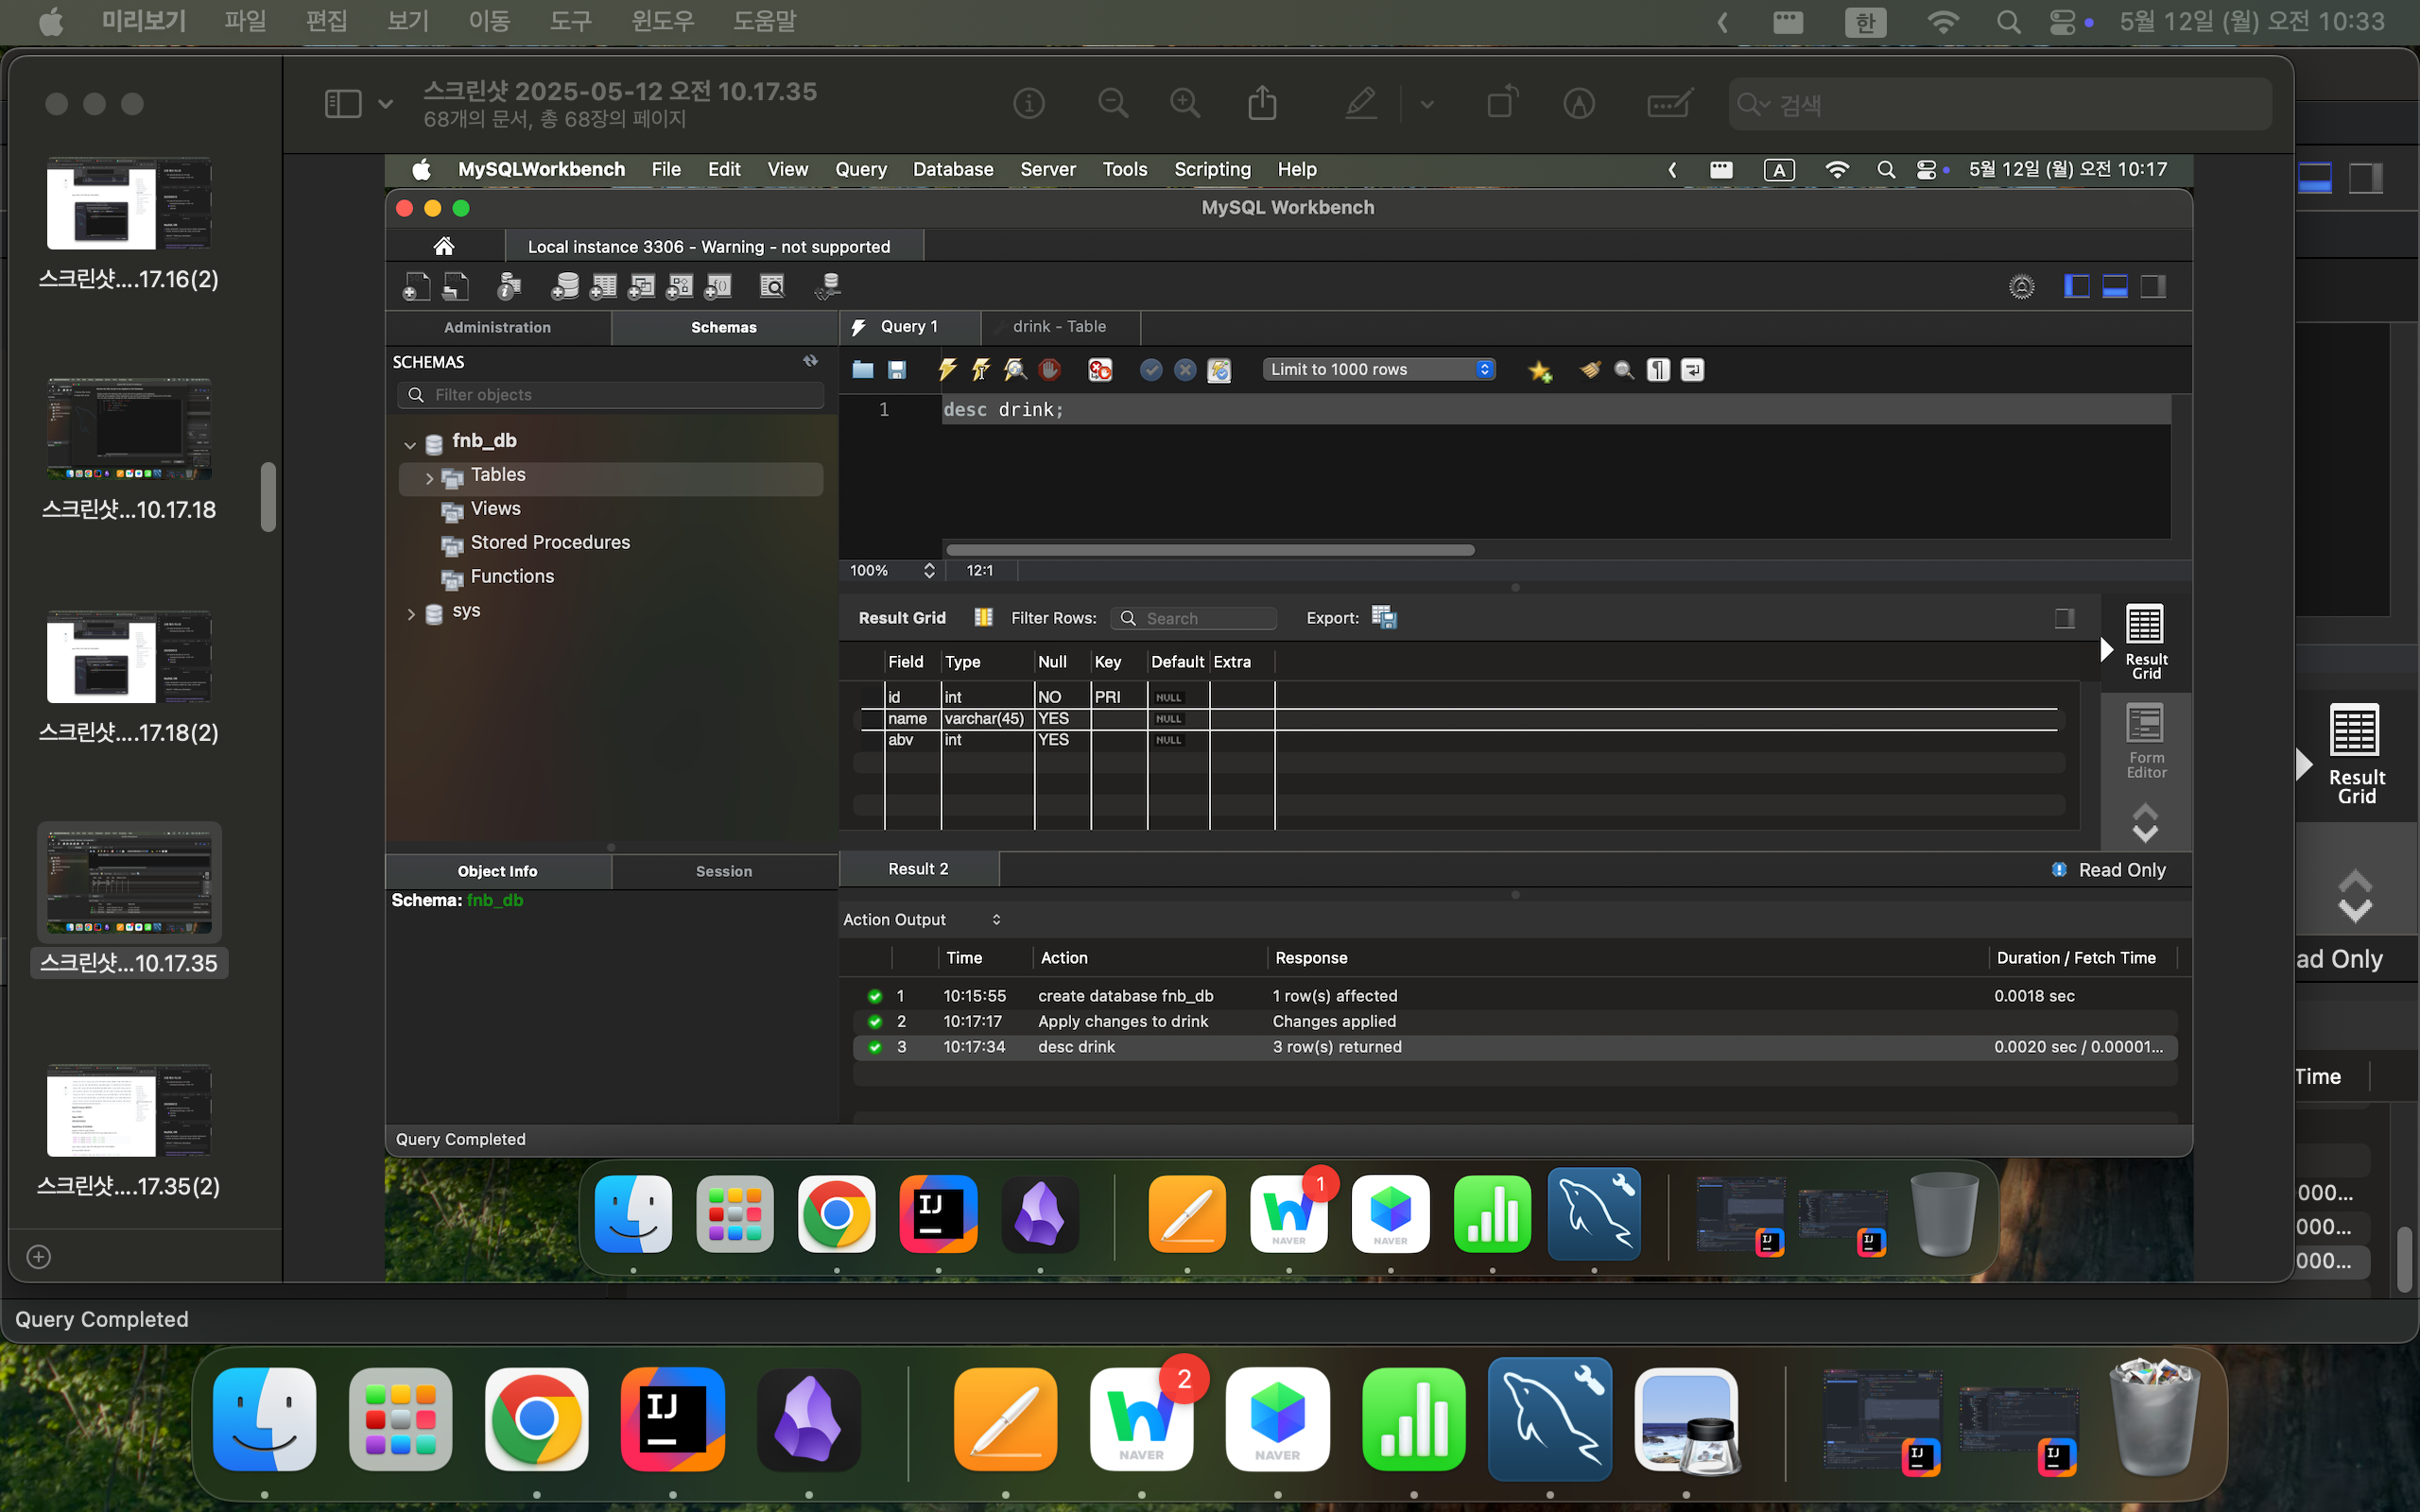 미리보기 파일 편집 보기 이동 도구 윈도우 도움말 한 5월 12일 (월) 오전 10:33
스크린샷 2025-05-12 오전 10.17.35
68개의 문서, 총 68장의 페이지
검색
스크린샷....17.16(2)
스크린샷...10.17.18
스크린샷....17.18(2)
스크린샷...10.17.35
스크린샷....17.35(2)
MySQLWorkbench File Edit View Query Database Server Tools Scripting Help A 5월 12일 (월) 오전 10:17
MySQL Workbench
Local instance 3306 - Warning - not supported
Administration Schemas
Query 1 drink - Table
SCHEMAS
Filter objects
Limit to 1000 rows
1 desc drink;
fnb_db
Tables
Views
Stored Procedures
Functions
sys
100% 12:1
Result Grid Filter Rows: Search Export:
Field Type Null Key Default Extra
id int NO PRI NULL
name varchar(45) YES NULL
abv int YES NULL
Result
Grid
Form
Editor
Object Info Session
Schema: fnb_db
Result 2 Read Only
Action Output
Time Action Response Duration / Fetch Time
1 10:15:55 create database fnb_db 1 row(s) affected 0.0018 sec
2 10:17:17 Apply changes to drink Changes applied
3 10:17:34 desc drink 3 row(s) returned 0.0020 sec / 0.00001...
Query Completed
IJ
NAVER
1
NAVER
IJ
IJ
Result
Grid
ad Only
Time
000...
000...
000...
Query Completed
IJ
NAVER
2
NAVER
IJ
IJ